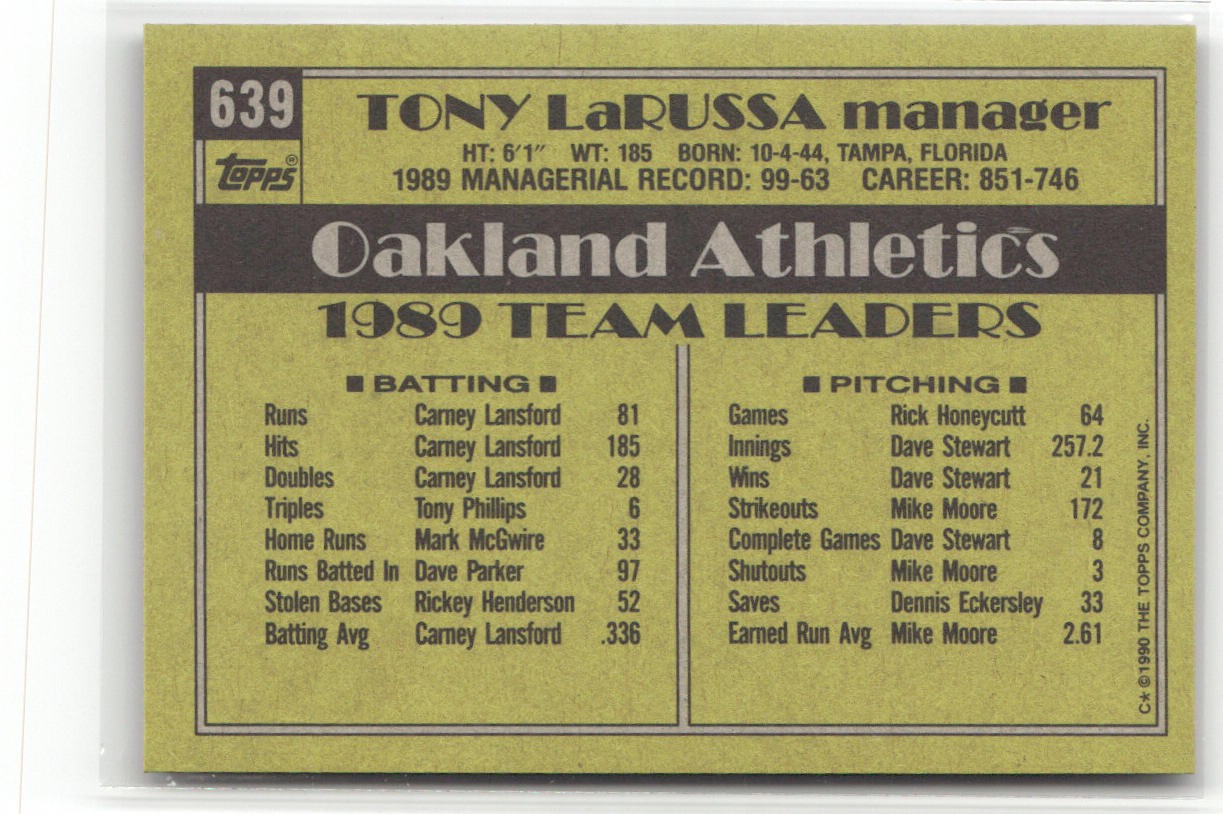 639
Topps®
TONY LaRUSSA manager
HT: 6'1" WT: 185 BORN: 10-4-44, TAMPA, FLORIDA
1989 MANAGERIAL RECORD: 99-63 CAREER: 851-746
Oakland Athletics
1989 TEAM LEADERS
■ BATTING ■
Runs Carney Lansford 81
Hits Carney Lansford 185
Doubles Carney Lansford 28
Triples Tony Phillips 6
Home Runs Mark McGwire 33
Runs Batted In Dave Parker 97
Stolen Bases Rickey Henderson 52
Batting Avg Carney Lansford .336
■ PITCHING ■
Games Rick Honeycutt 64
Innings Dave Stewart 257.2
Wins Dave Stewart 21
Strikeouts Mike Moore 172
Complete Games Dave Stewart 8
Shutouts Mike Moore 3
Saves Dennis Eckersley 33
Earned Run Avg Mike Moore 2.61
C* ©1990 THE TOPPS COMPANY, INC.